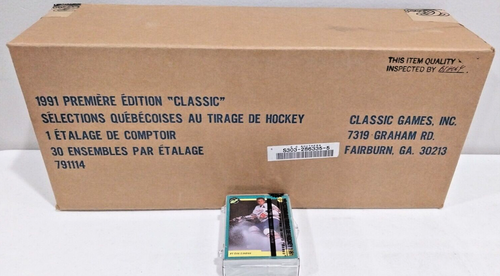 THIS ITEM QUALITY
INSPECTED BY
1991 PREMIÈRE ÉDITION "CLASSIC"
SÉLECTIONS QUÉBÉCOISES AU TIRAGE DE HOCKEY
1 ÉTALAGE DE COMPTOIR
30 ENSEMBLES PAR ÉTALAGE
791114
CLASSIC GAMES, INC.
7319 GRAHAM RD.
FAIRBURN, GA. 30213